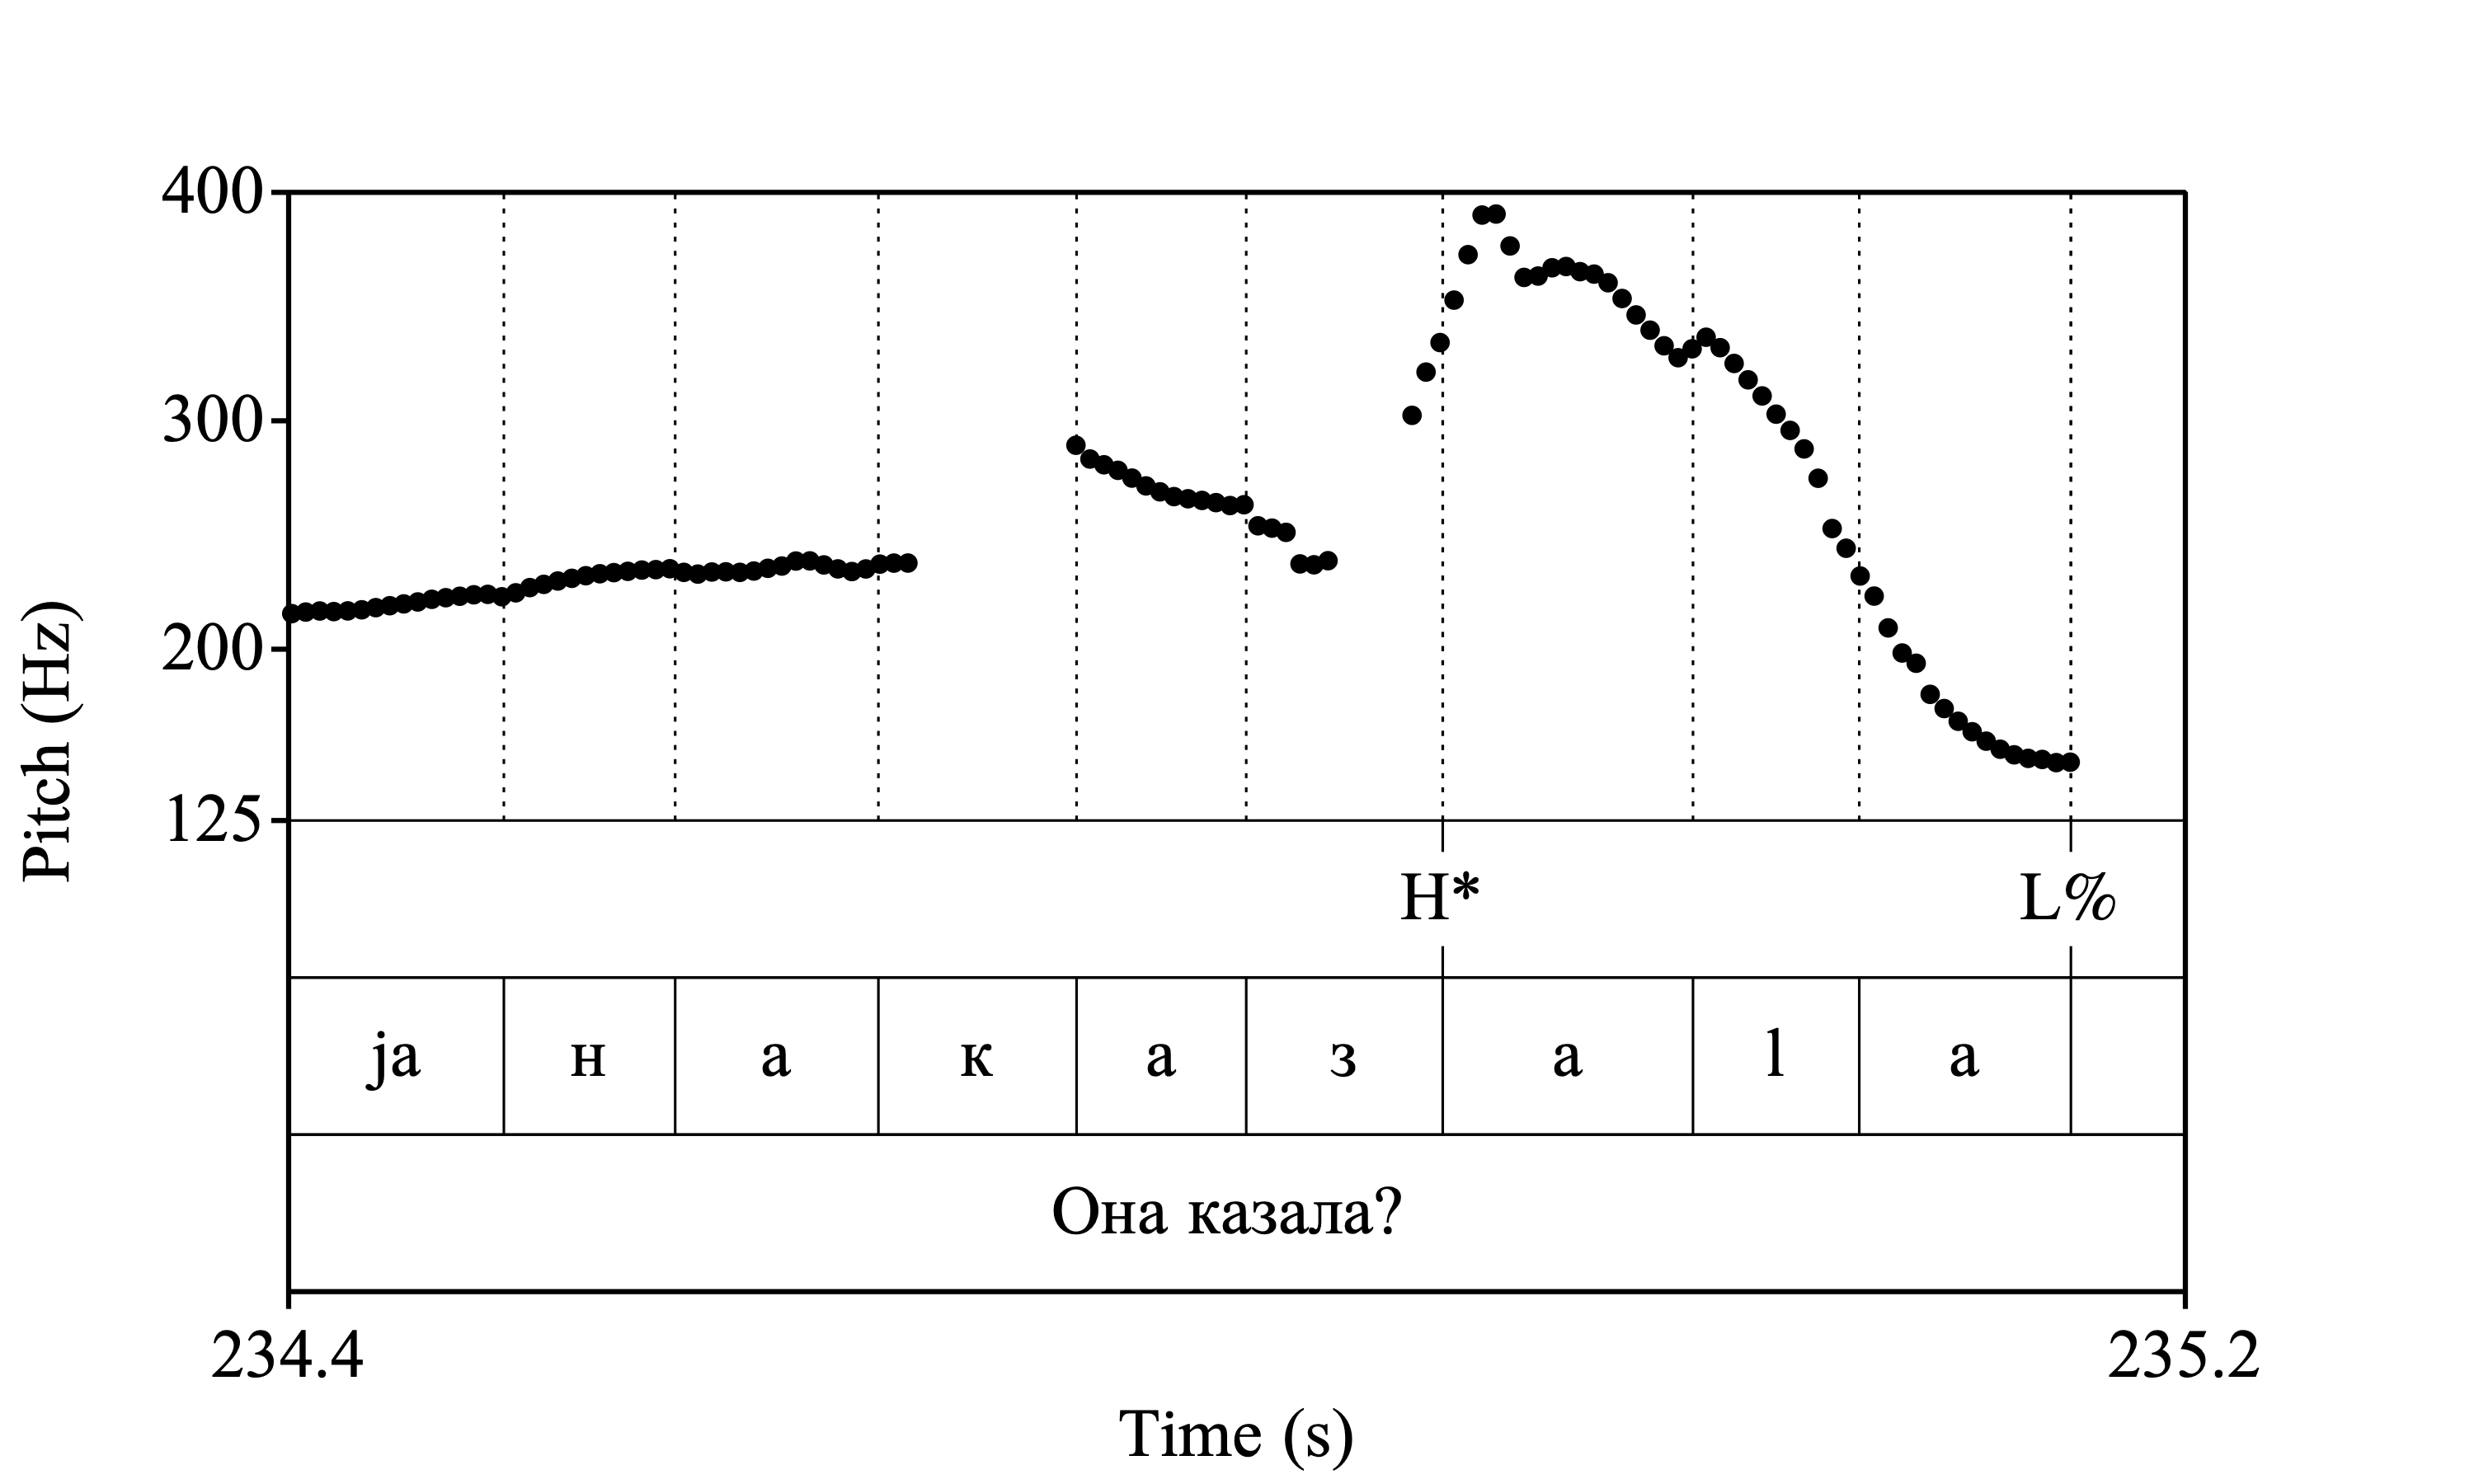 400
300
200
125
Pitch (Hz)
H* L%
ja н a к a з a l a
Она казала?
234.4 235.2
Time (s)